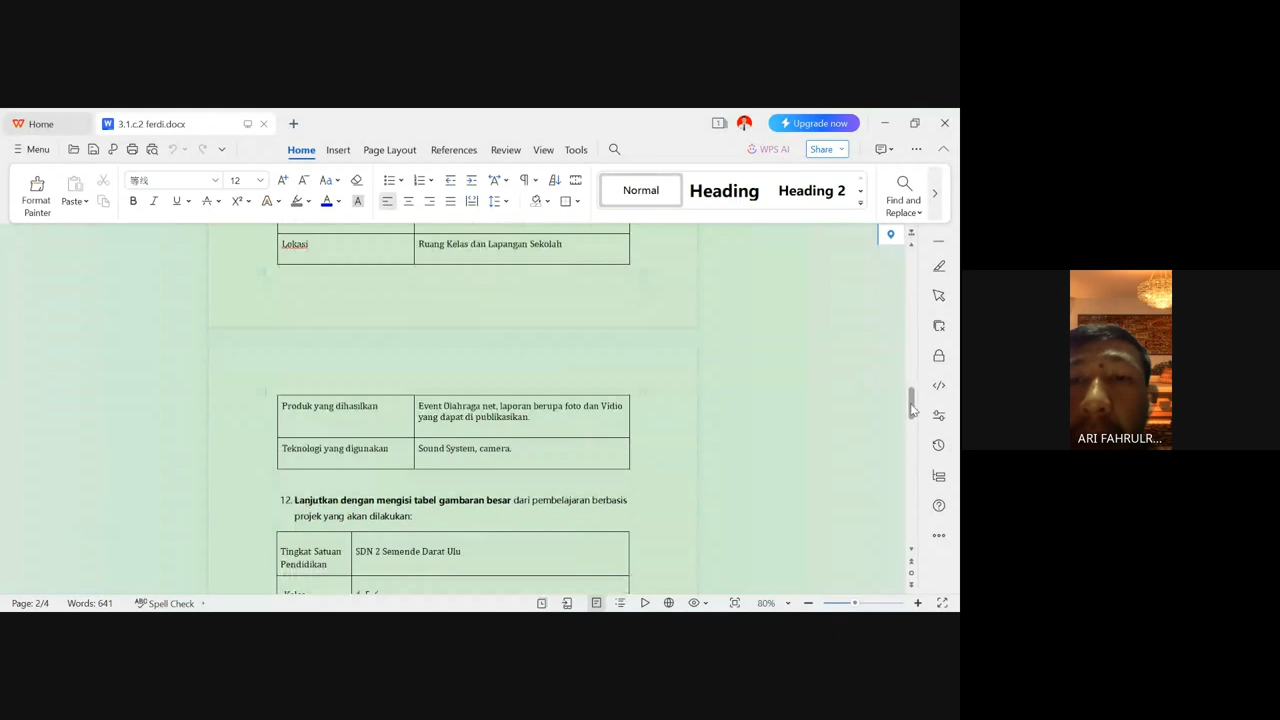 Home
3.1.c.2 ferdi.docx
Upgrade now
Menu
Home Insert Page Layout References Review View Tools
WPS AI
Share
Format Painter
Paste
等线
12
Normal
Heading
Heading 2
Find and Replace
Lokasi Ruang Kelas dan Lapangan Sekolah
Produk yang dihasilkan Event Olahraga net, laporan berupa foto dan Vidio
yang dapat di publikasikan.
Teknologi yang digunakan Sound System, camera.
12. Lanjutkan dengan mengisi tabel gambaran besar dari pembelajaran berbasis
projek yang akan dilakukan:
Tingkat Satuan
Pendidikan
SDN 2 Semende Darat Ulu
Kelas
Page: 2/4 Words: 641 Spell Check 80%
ARI FAHRULR...